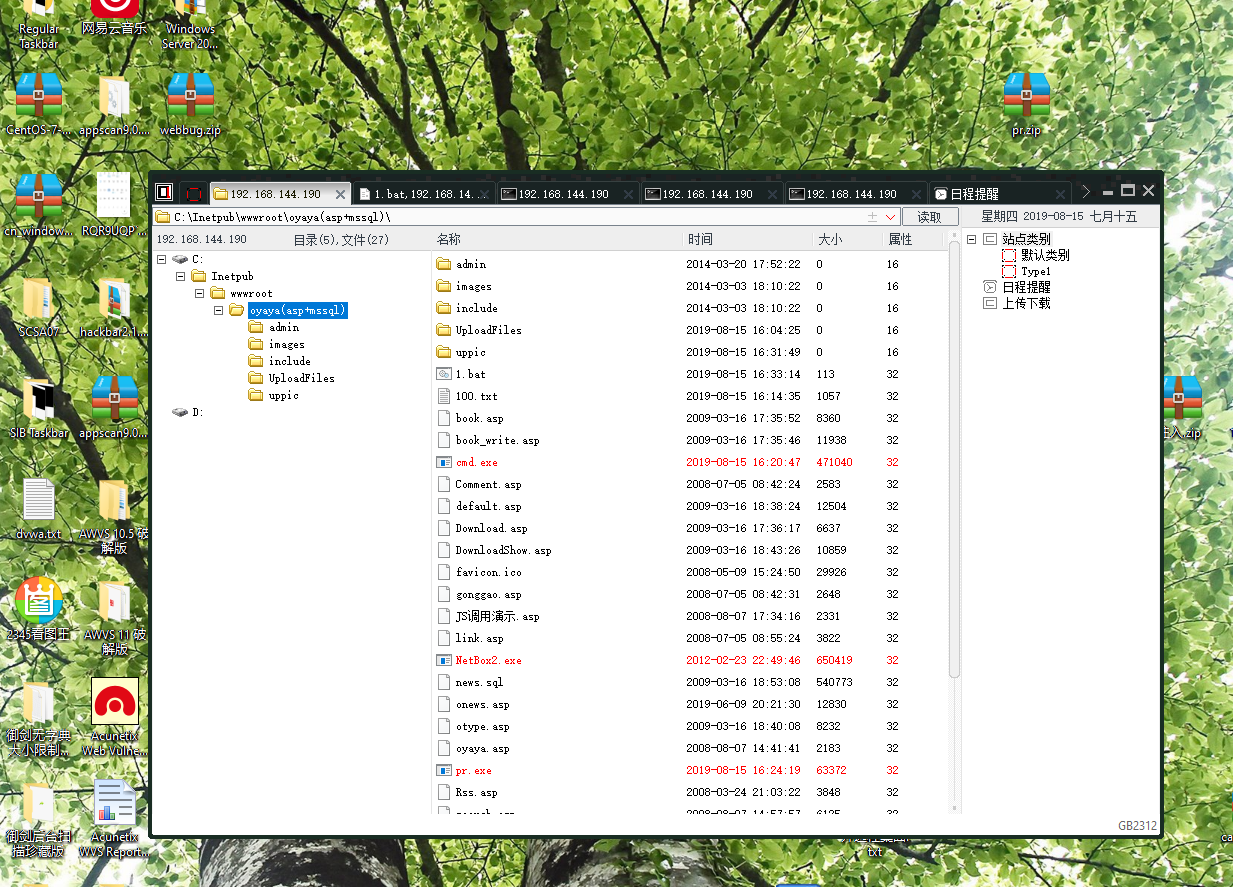 Regular
Taskbar
网易云音乐
Windows
Server 20...
CentOS-7-...
appscan9.0....
webbug.zip
pr.zip
cn_window...
RQR9UQP...
SCSA07
hackbar2.1....
SIB Taskbar
appscan9.0...
注入.zip
dvwa.txt
AWVS 10.5 破
解版
2345看图王
AWVS 11 破
解版
御剑无字典
大小限制...
Acunetix
Web Vulne...
御剑后台扫
描珍藏版
Acunetix
WVS Report...
txt
192.168.144.190
1.bat,192.168.14...
192.168.144.190
192.168.144.190
192.168.144.190
日程提醒
C:\Inetpub\wwwroot\oyaya(asp+mssql)\
读取
星期四 2019-08-15 七月十五
192.168.144.190
目录(5),文件(27)
C:
Inetpub
wwwroot
oyaya(asp+mssql)
admin
images
include
UploadFiles
uppic
D:
名称 时间 大小 属性
admin 2014-03-20 17:52:22 0 16
images 2014-03-03 18:10:22 0 16
include 2014-03-03 18:10:22 0 16
UploadFiles 2019-08-15 16:04:25 0 16
uppic 2019-08-15 16:31:49 0 16
1.bat 2019-08-15 16:33:14 113 32
100.txt 2019-08-15 16:14:35 1057 32
book.asp 2009-03-16 17:35:52 8360 32
book_write.asp 2009-03-16 17:35:46 11938 32
cmd.exe 2019-08-15 16:20:47 471040 32
Comment.asp 2008-07-05 08:42:24 2583 32
default.asp 2009-03-16 18:38:24 12504 32
Download.asp 2009-03-16 17:36:17 6637 32
DownloadShow.asp 2009-03-16 18:43:26 10859 32
favicon.ico 2008-05-09 15:24:50 29926 32
gonggao.asp 2008-07-05 08:42:31 2648 32
JS调用演示.asp 2008-08-07 17:34:16 2331 32
link.asp 2008-07-05 08:55:24 3822 32
NetBox2.exe 2012-02-23 22:49:46 650419 32
news.sql 2009-03-16 18:53:08 540773 32
onews.asp 2019-06-09 20:21:30 12830 32
otype.asp 2009-03-16 18:40:08 8232 32
oyaya.asp 2008-08-07 14:41:41 2183 32
pr.exe 2019-08-15 16:24:19 63372 32
Rss.asp 2008-03-24 21:03:22 3848 32
站点类别
默认类别
Type1
日程提醒
上传下载
GB2312